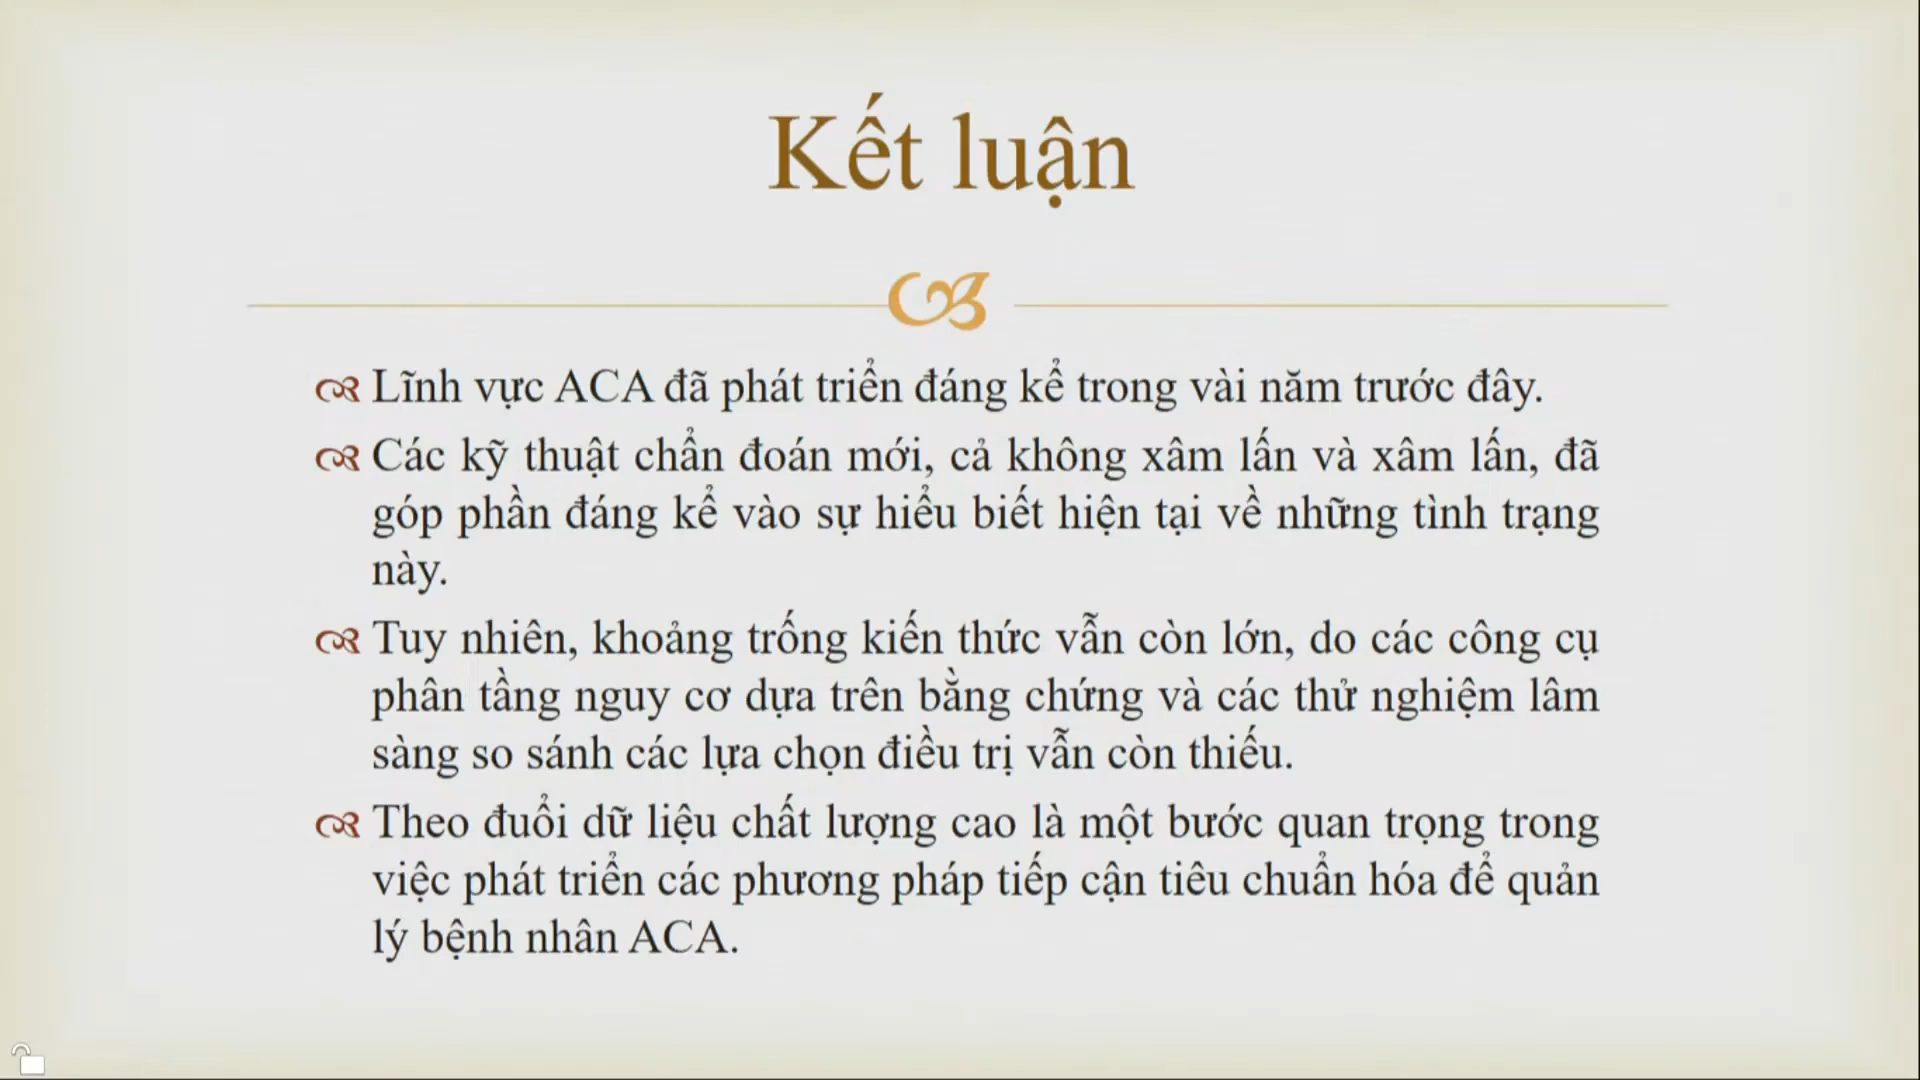 Kết luận
Lĩnh vực ACA đã phát triển đáng kể trong vài năm trước đây.
Các kỹ thuật chẩn đoán mới, cả không xâm lấn và xâm lấn, đã
góp phần đáng kể vào sự hiểu biết hiện tại về những tình trạng
này.
Tuy nhiên, khoảng trống kiến thức vẫn còn lớn, do các công cụ
phân tầng nguy cơ dựa trên bằng chứng và các thử nghiệm lâm
sàng so sánh các lựa chọn điều trị vẫn còn thiếu.
Theo đuổi dữ liệu chất lượng cao là một bước quan trọng trong
việc phát triển các phương pháp tiếp cận tiêu chuẩn hóa để quản
lý bệnh nhân ACA.